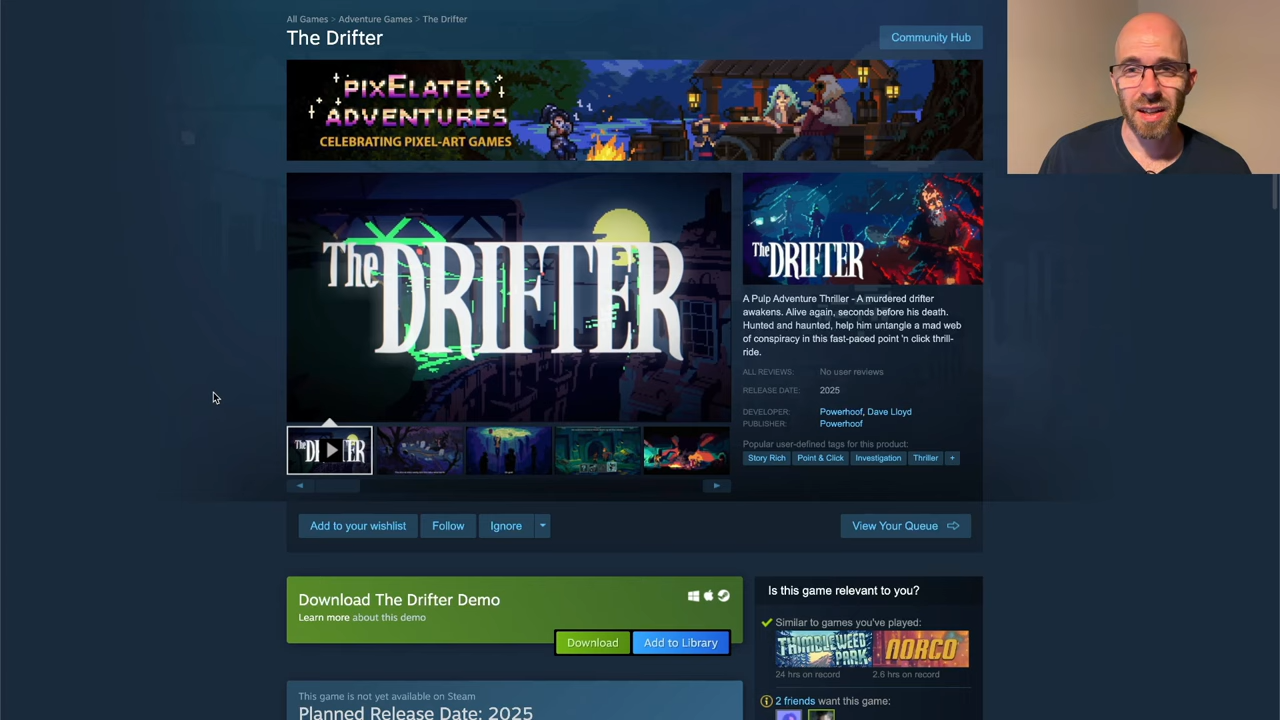 All Games > Adventure Games > The Drifter
The Drifter
Community Hub
PIXELATED
ADVENTURES
CELEBRATING PIXEL-ART GAMES
The DRIFTER
The DRIFTER
A Pulp Adventure Thriller - A murdered drifter
awakens. Alive again, seconds before his death.
Hunted and haunted, help him untangle a mad web
of conspiracy in this fast-paced point 'n click thrill-
ride.
ALL REVIEWS: No user reviews
RELEASE DATE: 2025
DEVELOPER: Powerhoof, Dave Lloyd
PUBLISHER: Powerhoof
Popular user-defined tags for this product:
Story Rich Point & Click Investigation Thriller +
Add to your wishlist Follow Ignore
View Your Queue
Download The Drifter Demo
Learn more about this demo
Download Add to Library
Is this game relevant to you?
Similar to games you've played:
THIMBLEWEED PARK NORCO
24 hrs on record 2.6 hrs on record
2 friends want this game:
This game is not yet available on Steam
Planned Release Date: 2025